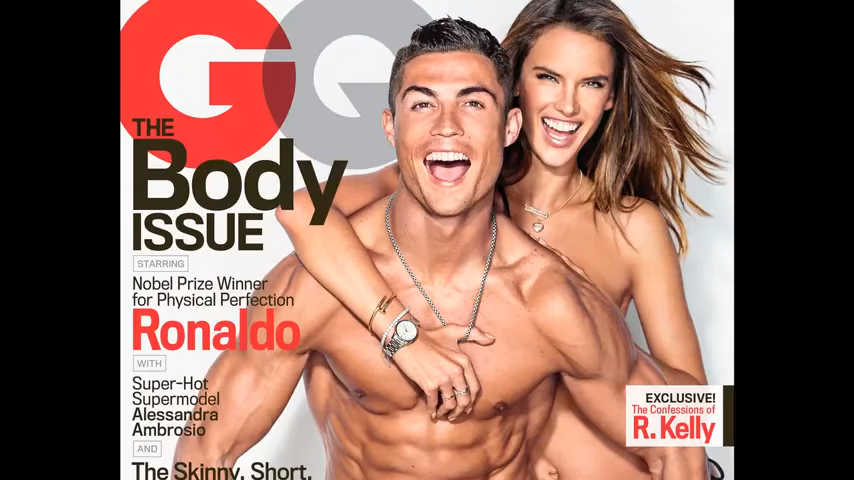 GQ
THE
Body
ISSUE
STARRING
Nobel Prize Winner
for Physical Perfection
Ronaldo
WITH
Super-Hot
Supermodel
Alessandra
Ambrosio
AND
The Skinny, Short,
EXCLUSIVE!
The Confessions of
R. Kelly